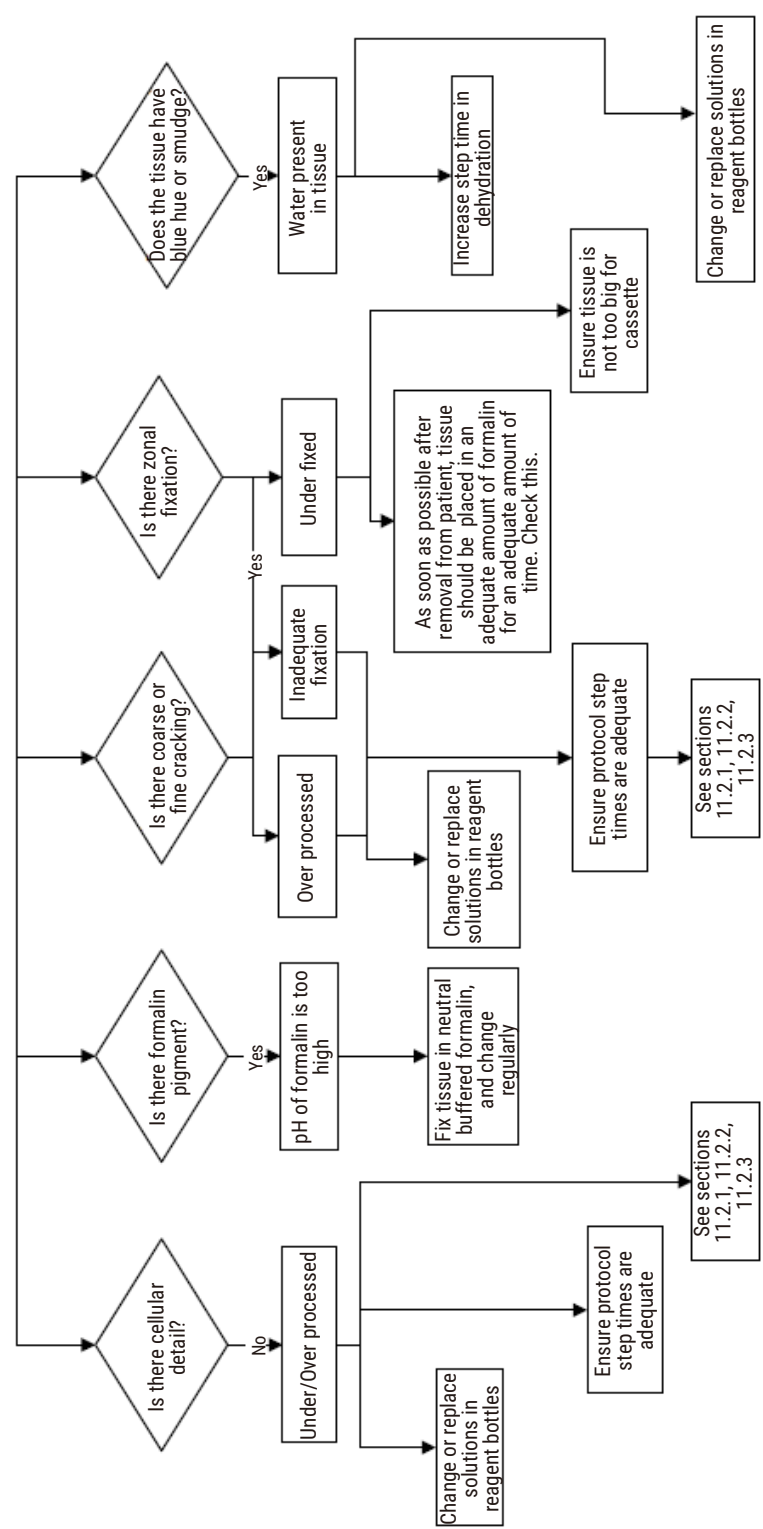 Is there cellular
detail?
Is there formalin
pigment?
Is there coarse or
fine cracking?
Is there zonal
fixation?
Does the tissue have
blue hue or smudge?
No
Yes
Yes
Yes
Under/Over processed
pH of formalin is too
high
Over processed
Inadequate
fixation
Under fixed
Water present
in tissue
Change or replace
solutions in
reagent bottles
Fix tissue in neutral
buffered formalin,
and change
regularly
Change or replace
solutions in reagent
bottles
As soon as possible after
removal from patient, tissue
should be placed in an
adequate amount of formalin
for an adequate amount of
time. Check this.
Increase step time in
dehydration
Ensure protocol
step times are
adequate
Ensure protocol step
times are adequate
Ensure tissue is
not too big for
cassette
See sections
11.2.1, 11.2.2,
11.2.3
See sections
11.2.1, 11.2.2,
11.2.3
Change or replace solutions in
reagent bottles